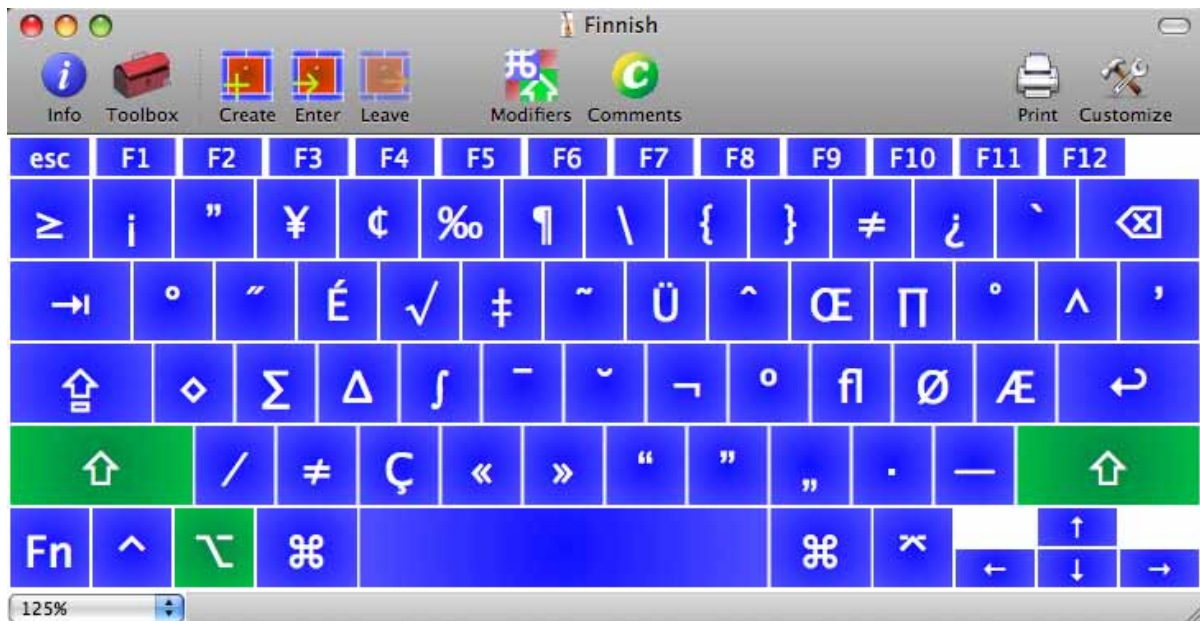 Finnish
Info Toolbox Create Enter Leave Modifiers Comments Print Customize
esc F1 F2 F3 F4 F5 F6 F7 F8 F9 F10 F11 F12
≥ ¡ ” ¥ ¢ ‰ ¶ \ { } ≠ ¿ ` ⌫
⇥ ° ˝ É √ ‡ ˜ Ü ˆ Œ ∏ ˚ ^ ’
⇪ ◊ ∑ ∆ ∫ ¯ ˘ ¬ º fl Ø Æ ↩
⇧ ⁄ ≠ Ç « » “ ” „ · — ⇧
Fn ^ ⌥ ⌘ ⌘ ⌤ ← ↑ ↓ →
125%